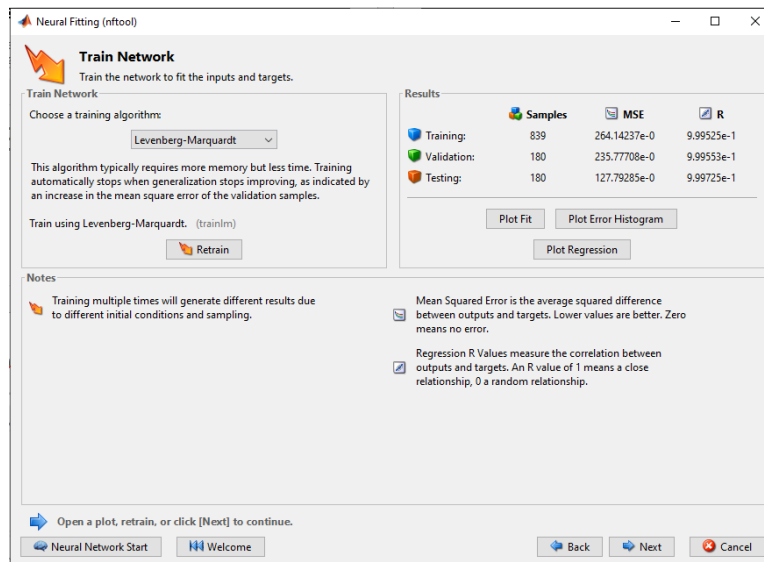 Neural Fitting (nftool)
Train Network
Train the network to fit the inputs and targets.
Train Network
Choose a training algorithm:
Levenberg-Marquardt
This algorithm typically requires more memory but less time. Training
automatically stops when generalization stops improving, as indicated by
an increase in the mean square error of the validation samples.
Train using Levenberg-Marquardt. (trainlm)
Retrain
Results
Samples MSE R
Training: 839 264.14237e-0 9.99525e-1
Validation: 180 235.77708e-0 9.99553e-1
Testing: 180 127.79285e-0 9.99725e-1
Plot Fit Plot Error Histogram
Plot Regression
Notes
Training multiple times will generate different results due
to different initial conditions and sampling.
Mean Squared Error is the average squared difference
between outputs and targets. Lower values are better. Zero
means no error.
Regression R Values measure the correlation between
outputs and targets. An R value of 1 means a close
relationship, 0 a random relationship.
Open a plot, retrain, or click [Next] to continue.
Neural Network Start Welcome Back Next Cancel